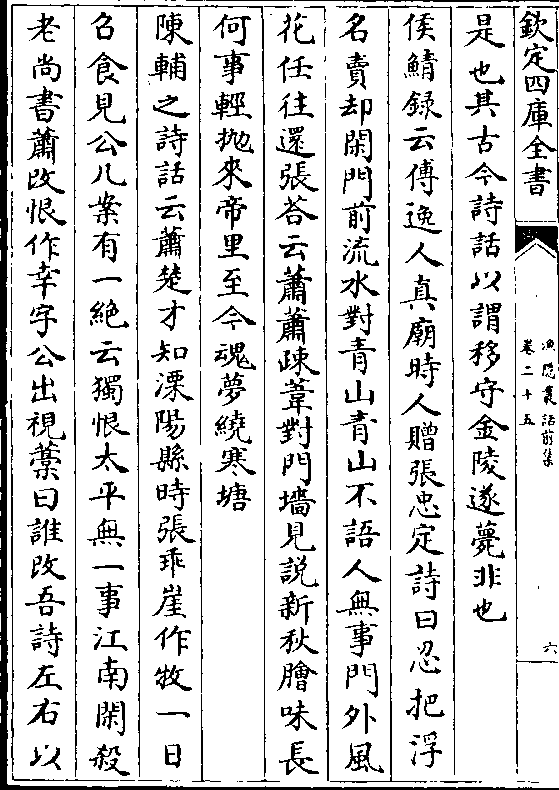 欽定四庫全書
漁隠叢話前集
卷二十五
六
是也其古今詩話以謂移守金陵遂薨非也
侯鯖録云傅逸人真廟時人贈張忠定詩曰忍把浮
名賣却閑門前流水對青山青山不語人無事門外風
花任往還張荅云蕭蕭疎葦對門墻見説新秋膾味長
何事輕抛來帝里至今魂夢繞寒塘
陳輔之詩話云蕭楚才知溧陽縣時張乖崖作牧一日
召食見公几案有一絶云獨恨太平無一事江南閑殺
老尚書蕭改恨作幸字公出視藁曰誰改吾詩左右以